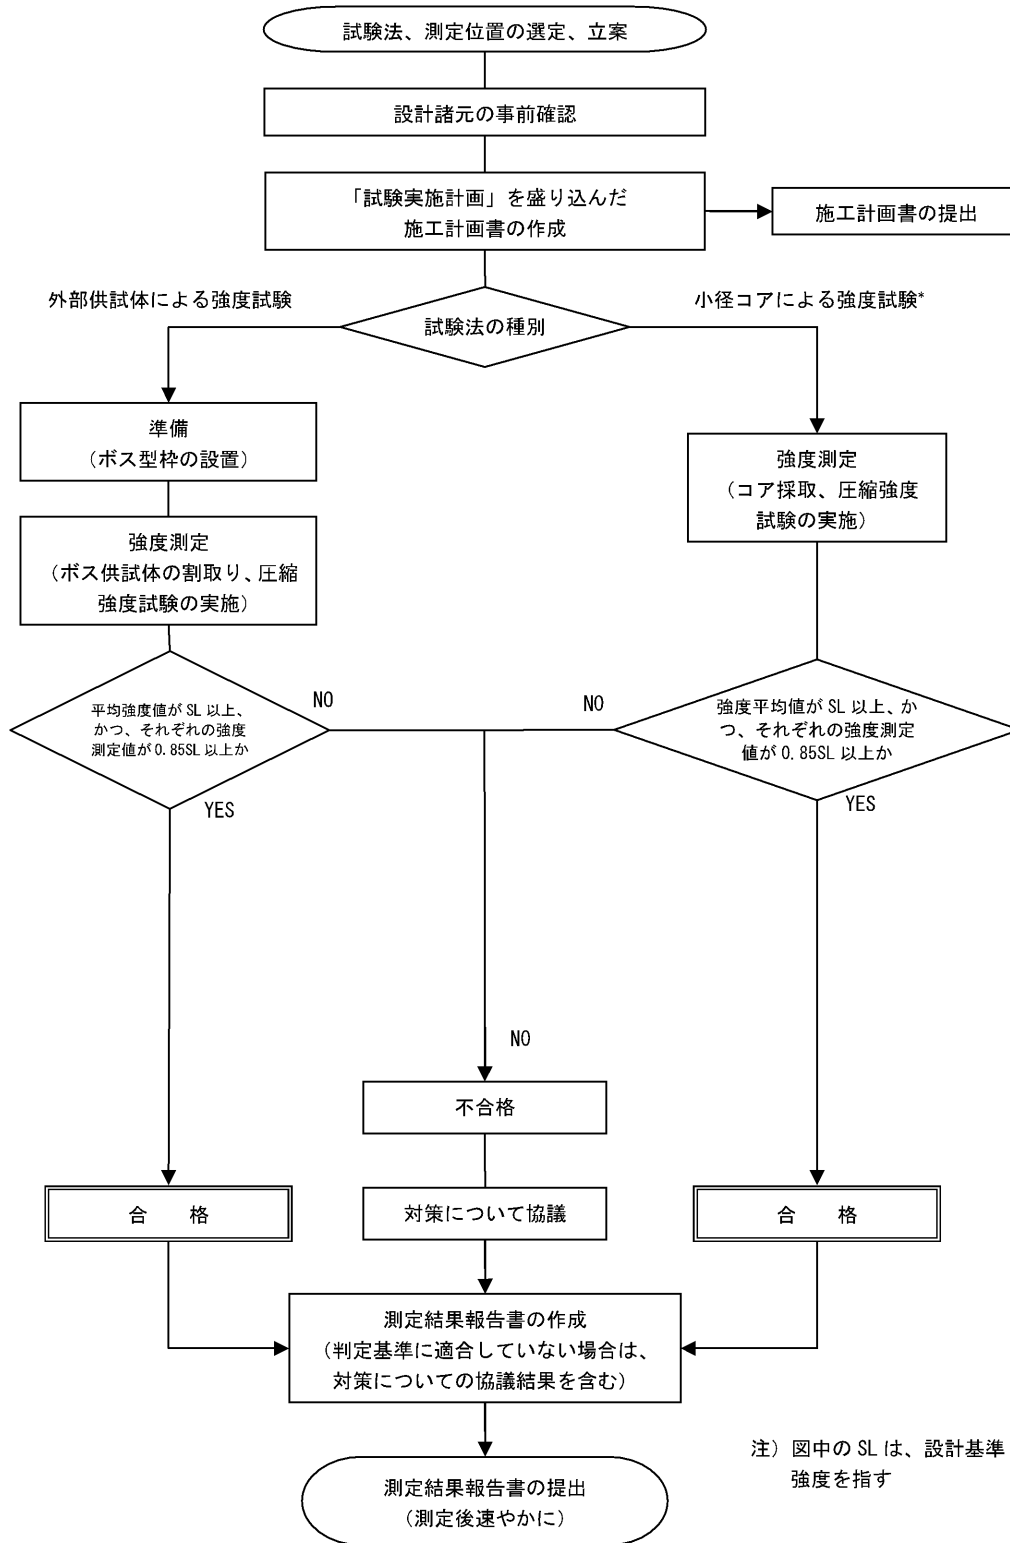 試験法、測定位置の選定、立案
設計諸元の事前確認
「試験実施計画」を盛り込んだ
施工計画書の作成
施工計画書の提出
外部供試体による強度試験
小径コアによる強度試験*
試験法の種別
準備
（ボス型枠の設置）
強度測定
（コア採取、圧縮強度
試験の実施）
強度測定
（ボス供試体の割取り、圧縮
強度試験の実施）
平均強度値が SL 以上、
かつ、それぞれの強度
測定値が 0.85SL 以上か
NO
NO
強度平均値が SL 以上、か
つ、それぞれの強度測定
値が 0.85SL 以上か
YES
YES
NO
不合格
合　格
対策について協議
合　格
測定結果報告書の作成
（判定基準に適合していない場合は、
対策についての協議結果を含む）
注）図中の SL は、設計基準
強度を指す
測定結果報告書の提出
（測定後速やかに）